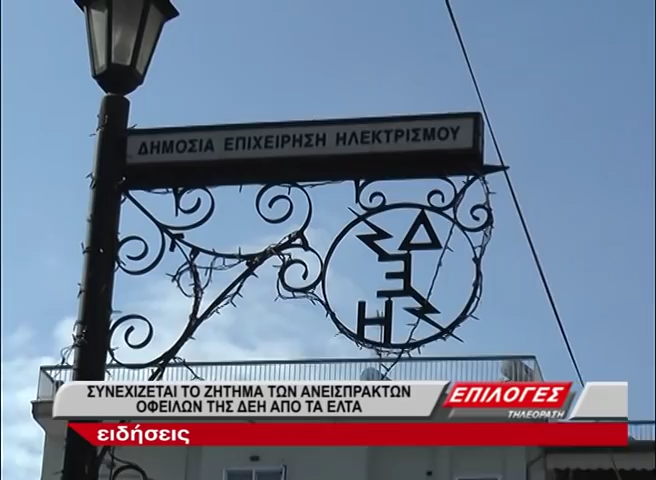 ΔΗΜΟΣΙΑ ΕΠΙΧΕΙΡΗΣΗ ΗΛΕΚΤΡΙΣΜΟΥ
ΔΕΗ
ΣΥΝΕΧΙΖΕΤΑΙ ΤΟ ΖΗΤΗΜΑ ΤΩΝ ΑΝΕΙΣΠΡΑΚΤΩΝ
ΟΦΕΙΛΩΝ ΤΗΣ ΔΕΗ ΑΠΟ ΤΑ ΕΛΤΑ
ΕΠΙΛΟΓΕΣ
ΤΗΛΕΟΡΑΣΗ
ειδήσεις